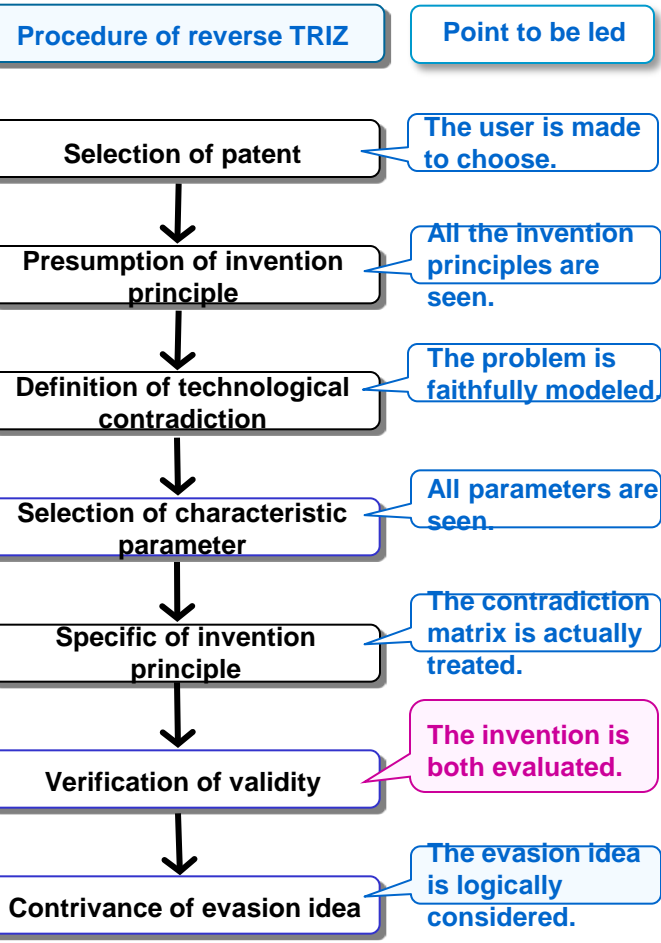 Procedure of reverse TRIZ
Point to be led
Selection of patent
The user is made
to choose.
Presumption of invention
principle
All the invention
principles are
seen.
Definition of technological
contradiction
The problem is
faithfully modeled.
Selection of characteristic
parameter
All parameters are
seen.
Specific of invention
principle
The contradiction
matrix is actually
treated.
Verification of validity
The invention is
both evaluated.
Contrivance of evasion idea
The evasion idea
is logically
considered.